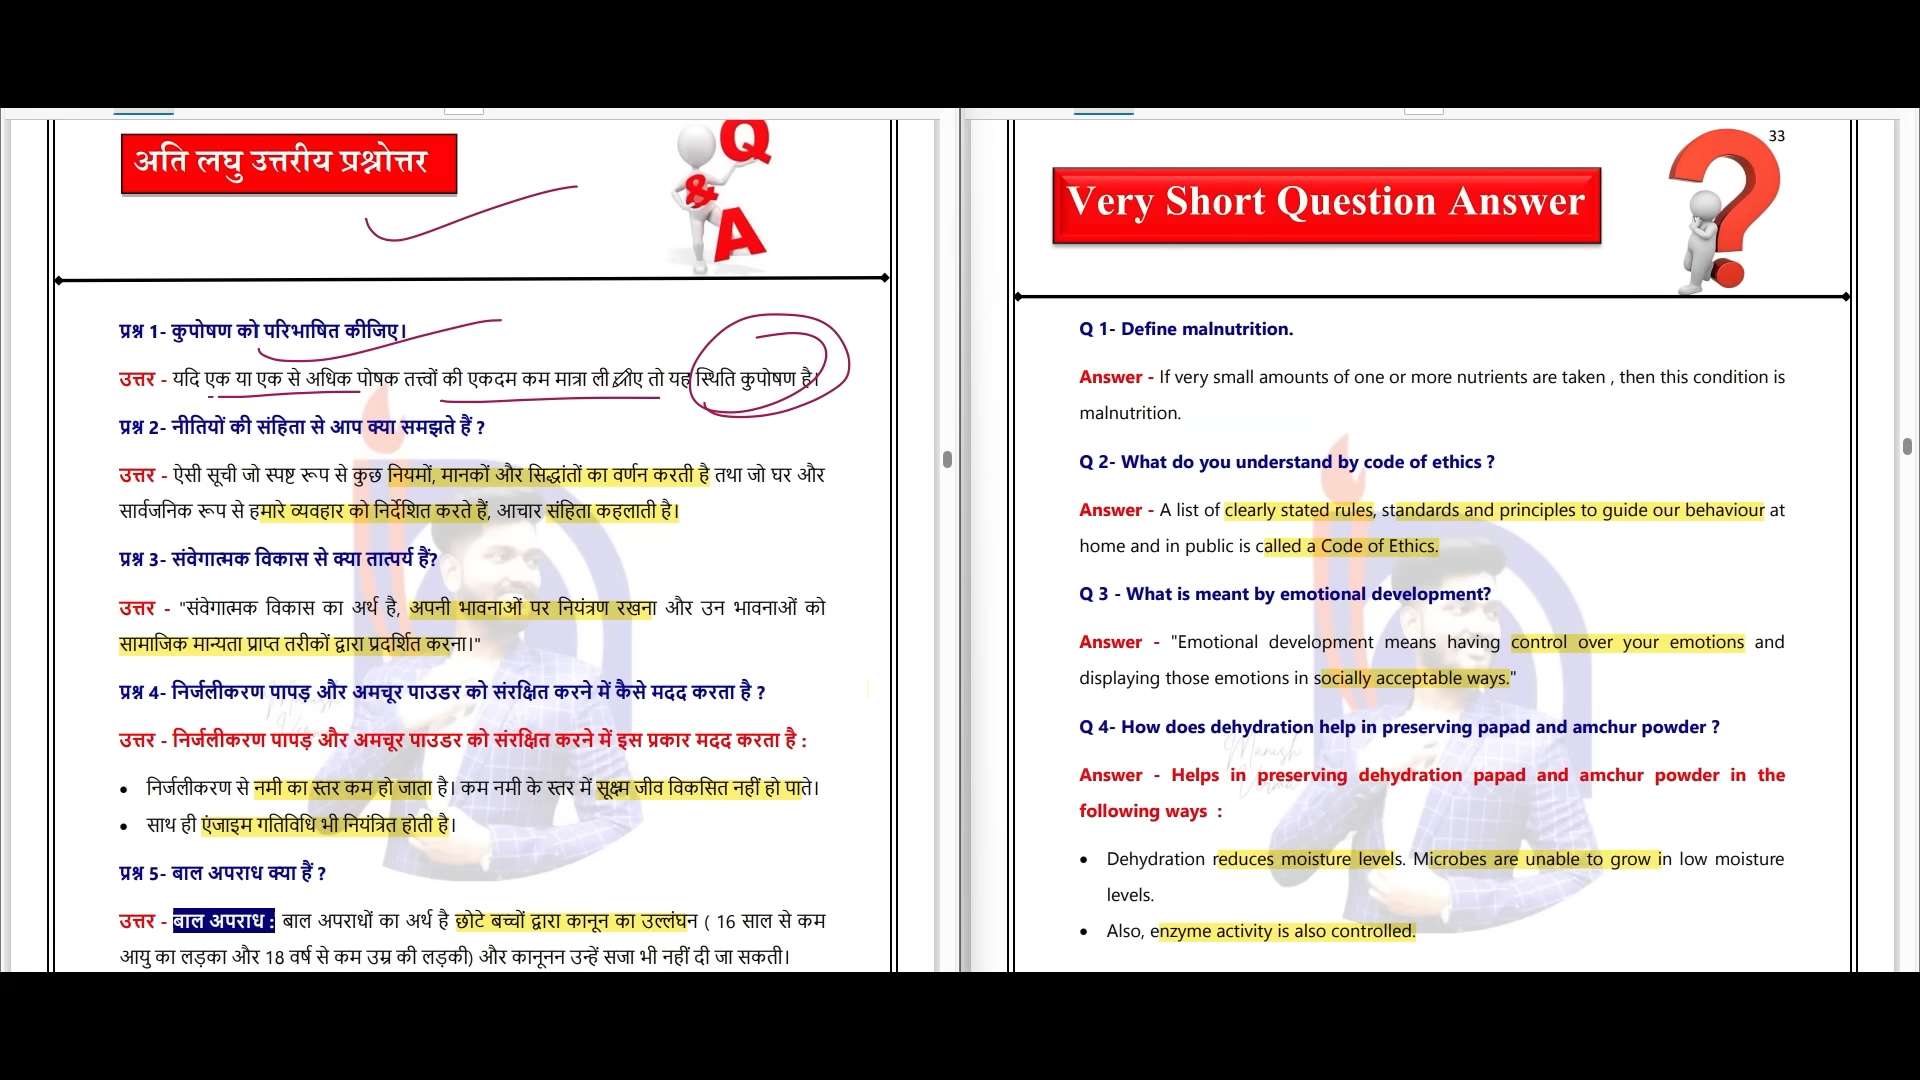 अति लघु उत्तरीय प्रश्नोत्तर
Q
&
A
प्रश्न 1- कुपोषण को परिभाषित कीजिए।
उत्तर - यदि एक या एक से अधिक पोषक तत्त्वों की एकदम कम मात्रा ली जीए तो यह स्थिति कुपोषण है।
प्रश्न 2- नीतियों की संहिता से आप क्या समझते हैं ?
उत्तर - ऐसी सूची जो स्पष्ट रूप से कुछ नियमों, मानकों और सिद्धांतों का वर्णन करती है तथा जो घर और
सार्वजनिक रूप से हमारे व्यवहार को निर्देशित करते हैं, आचार संहिता कहलाती है।
प्रश्न 3- संवेगात्मक विकास से क्या तात्पर्य हैं?
उत्तर - "संवेगात्मक विकास का अर्थ है, अपनी भावनाओं पर नियंत्रण रखना और उन भावनाओं को
सामाजिक मान्यता प्राप्त तरीकों द्वारा प्रदर्शित करना।"
प्रश्न 4- निर्जलीकरण पापड़ और अमचूर पाउडर को संरक्षित करने में कैसे मदद करता है ?
उत्तर - निर्जलीकरण पापड़ और अमचूर पाउडर को संरक्षित करने में इस प्रकार मदद करता है :
• निर्जलीकरण से नमी का स्तर कम हो जाता है। कम नमी के स्तर में सूक्ष्म जीव विकसित नहीं हो पाते।
• साथ ही एंजाइम गतिविधि भी नियंत्रित होती है।
प्रश्न 5- बाल अपराध क्या हैं ?
उत्तर - बाल अपराध : बाल अपराधों का अर्थ है छोटे बच्चों द्वारा कानून का उल्लंघन ( 16 साल से कम
आयु का लड़का और 18 वर्ष से कम उम्र की लड़की) और कानूनन उन्हें सजा भी नहीं दी जा सकती।
33
Very Short Question Answer
Q 1- Define malnutrition.
Answer - If very small amounts of one or more nutrients are taken , then this condition is
malnutrition.
Q 2- What do you understand by code of ethics ?
Answer - A list of clearly stated rules, standards and principles to guide our behaviour at
home and in public is called a Code of Ethics.
Q 3 - What is meant by emotional development?
Answer - "Emotional development means having control over your emotions and
displaying those emotions in socially acceptable ways."
Q 4- How does dehydration help in preserving papad and amchur powder ?
Answer - Helps in preserving dehydration papad and amchur powder in the
following ways :
• Dehydration reduces moisture levels. Microbes are unable to grow in low moisture
levels.
• Also, enzyme activity is also controlled.